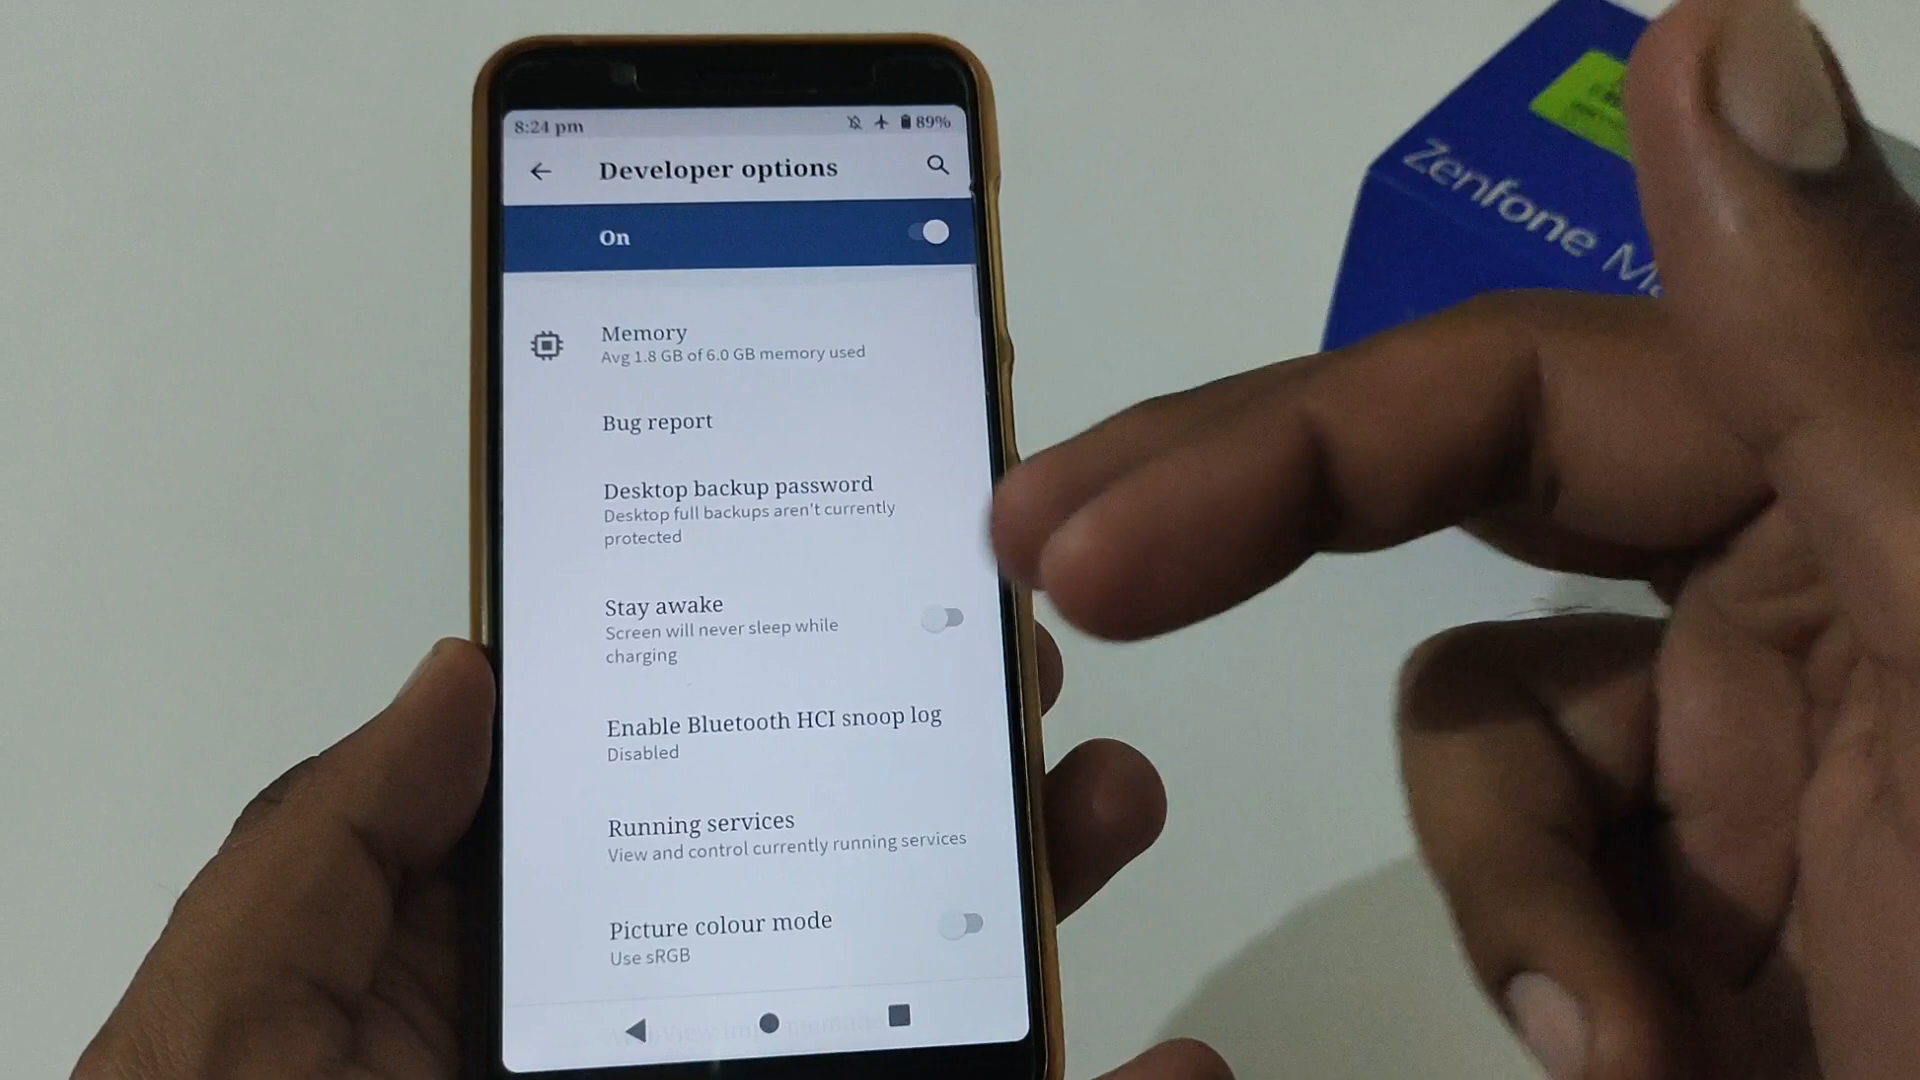 8:24 pm 89%
Developer options
On
Memory
Avg 1.8 GB of 6.0 GB memory used
Bug report
Desktop backup password
Desktop full backups aren't currently
protected
Stay awake
Screen will never sleep while
charging
Enable Bluetooth HCI snoop log
Disabled
Running services
View and control currently running services
Picture colour mode
Use sRGB
Zenfone